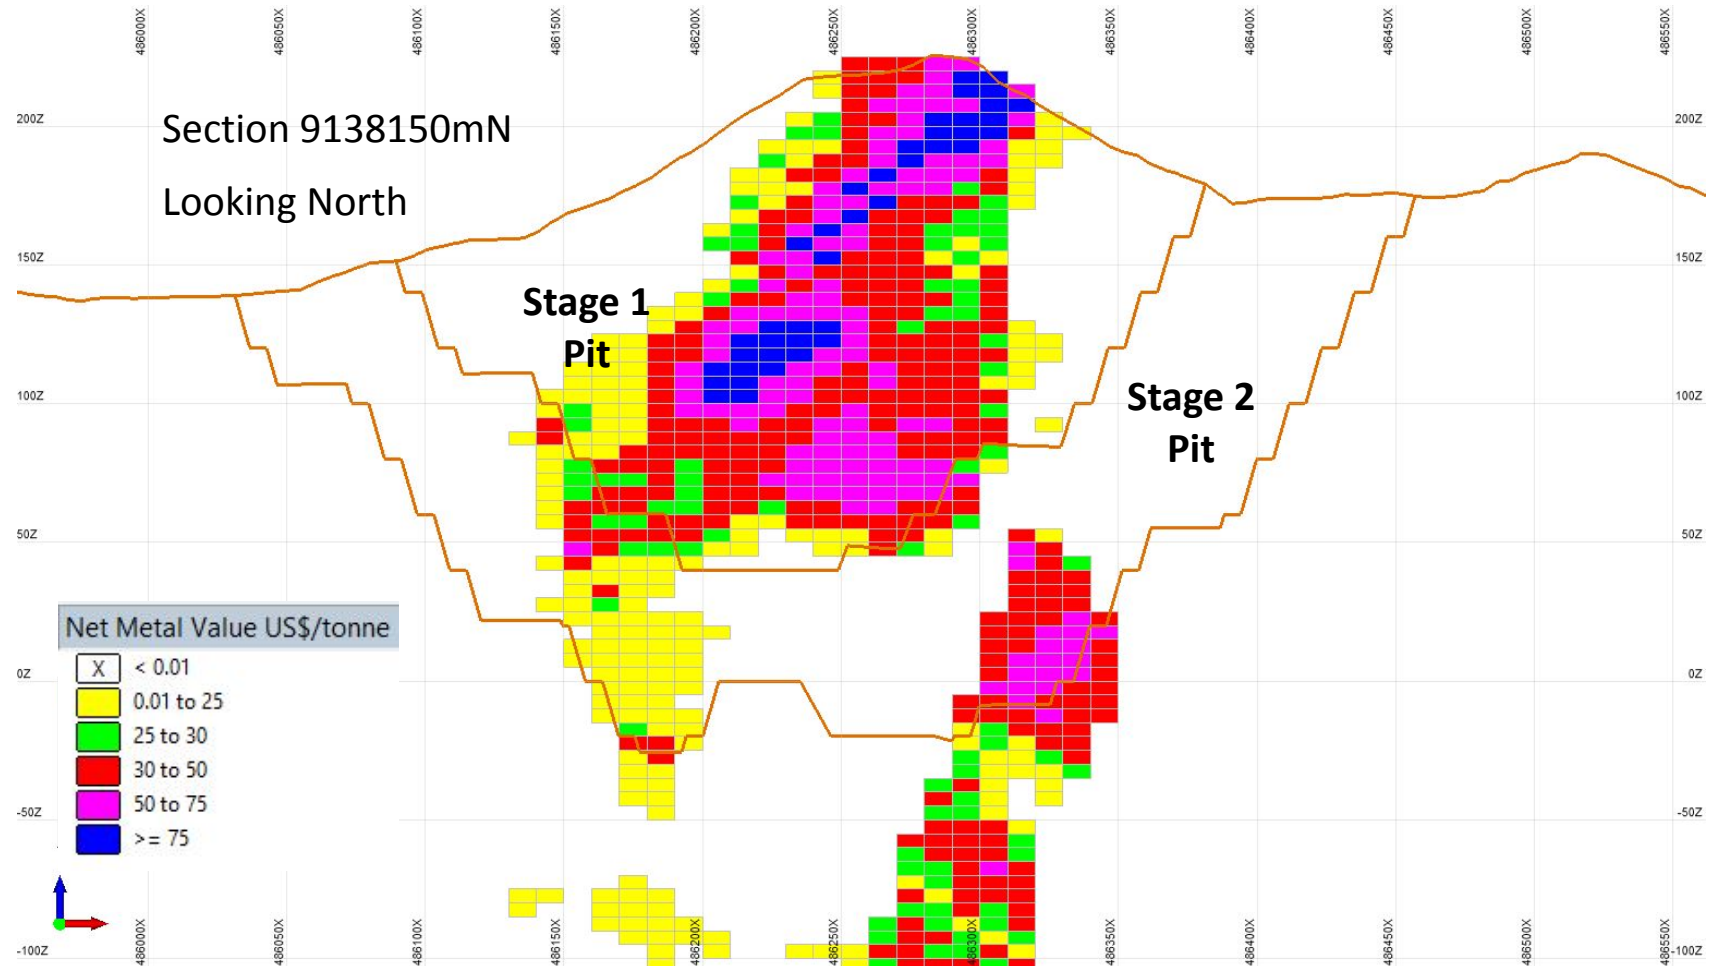 486000X 486050X 486100X 486150X 486200X 486250X 486300X 486350X 486400X 486450X 486500X 486550X
200Z 200Z
Section 9138150mN
Looking North
150Z 150Z
Stage 1
Pit
100Z 100Z
Stage 2
Pit
50Z 50Z
Net Metal Value US$/tonne
X < 0.01
0.01 to 25
25 to 30
30 to 50
50 to 75
>= 75
0Z 0Z
-50Z -50Z
-100Z -100Z
486000X 486050X 486100X 486150X 486200X 486250X 486300X 486350X 486400X 486450X 486500X 486550X